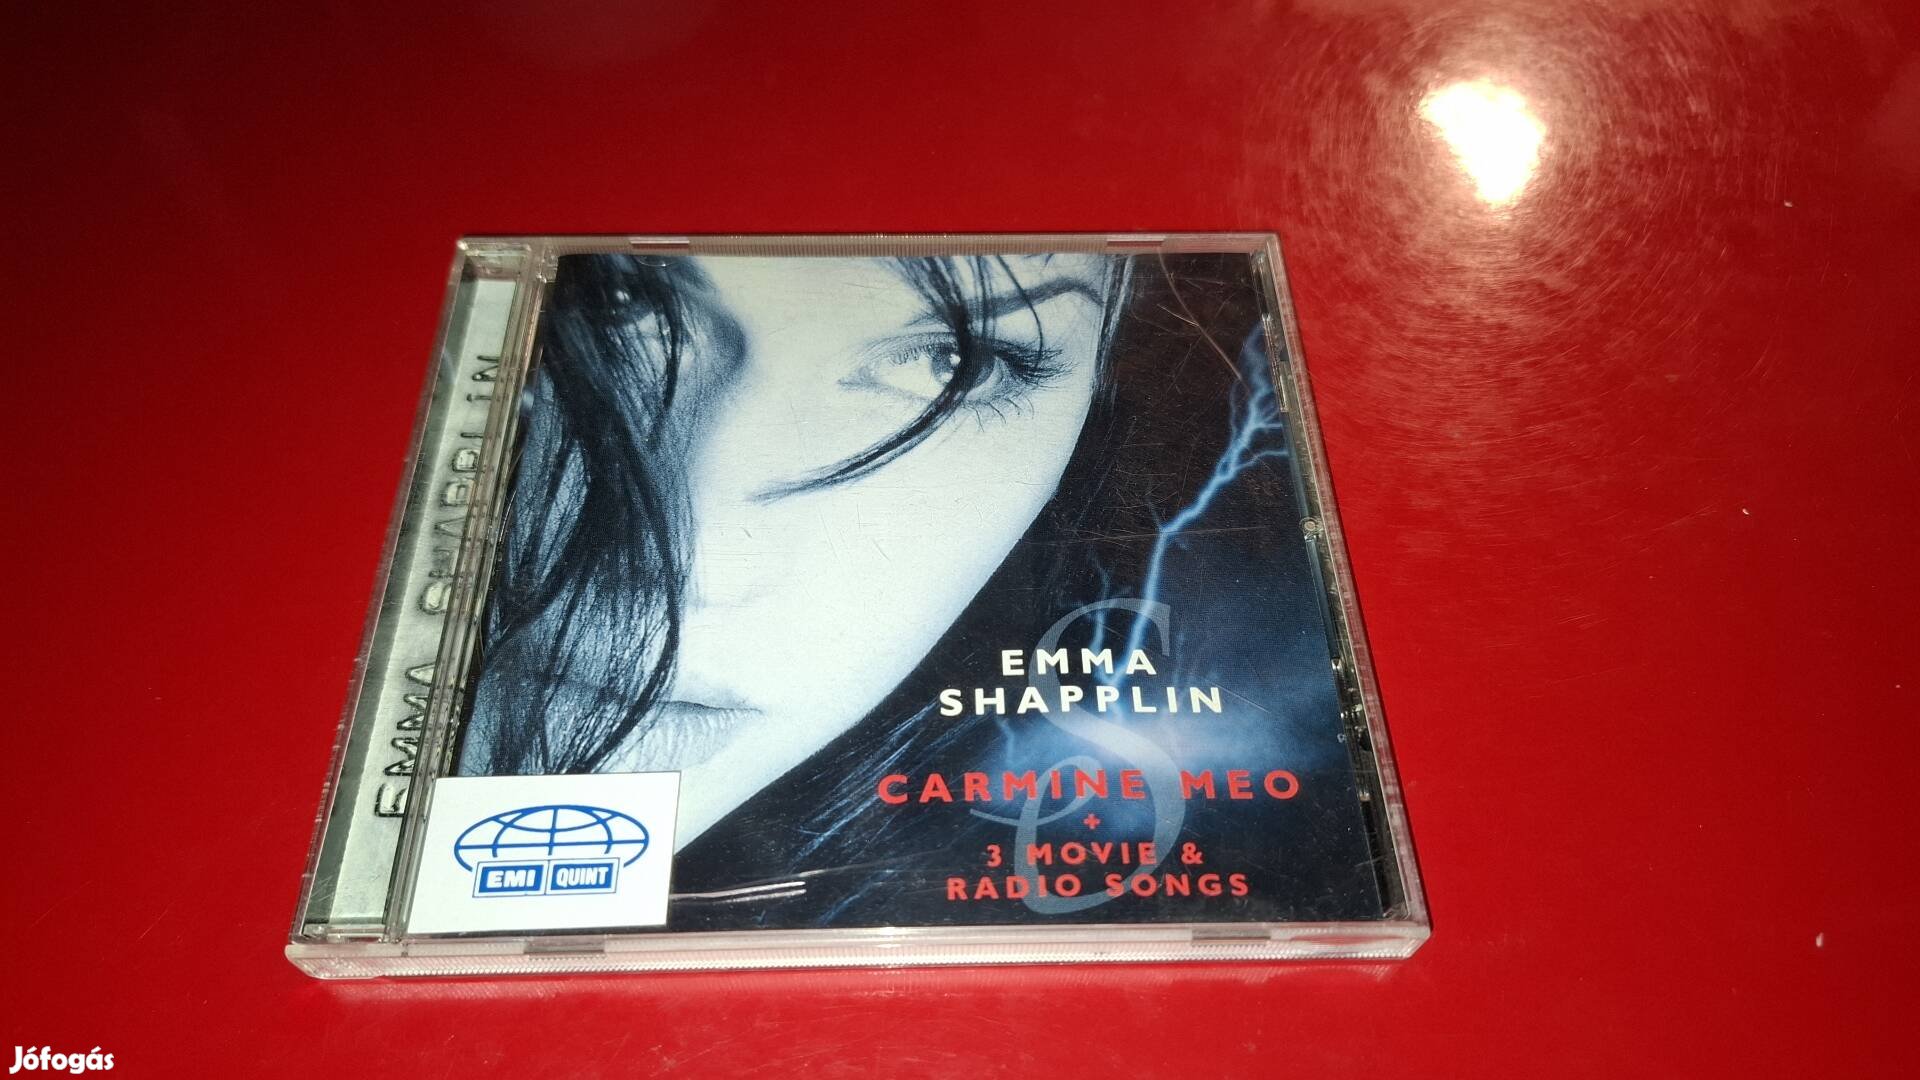 EMMA SHAPPLIN
EMMA
SHAPPLIN
CARMINE MEO
+
3 MOVIE &
RADIO SONGS
EMI QUINT
Jófogás